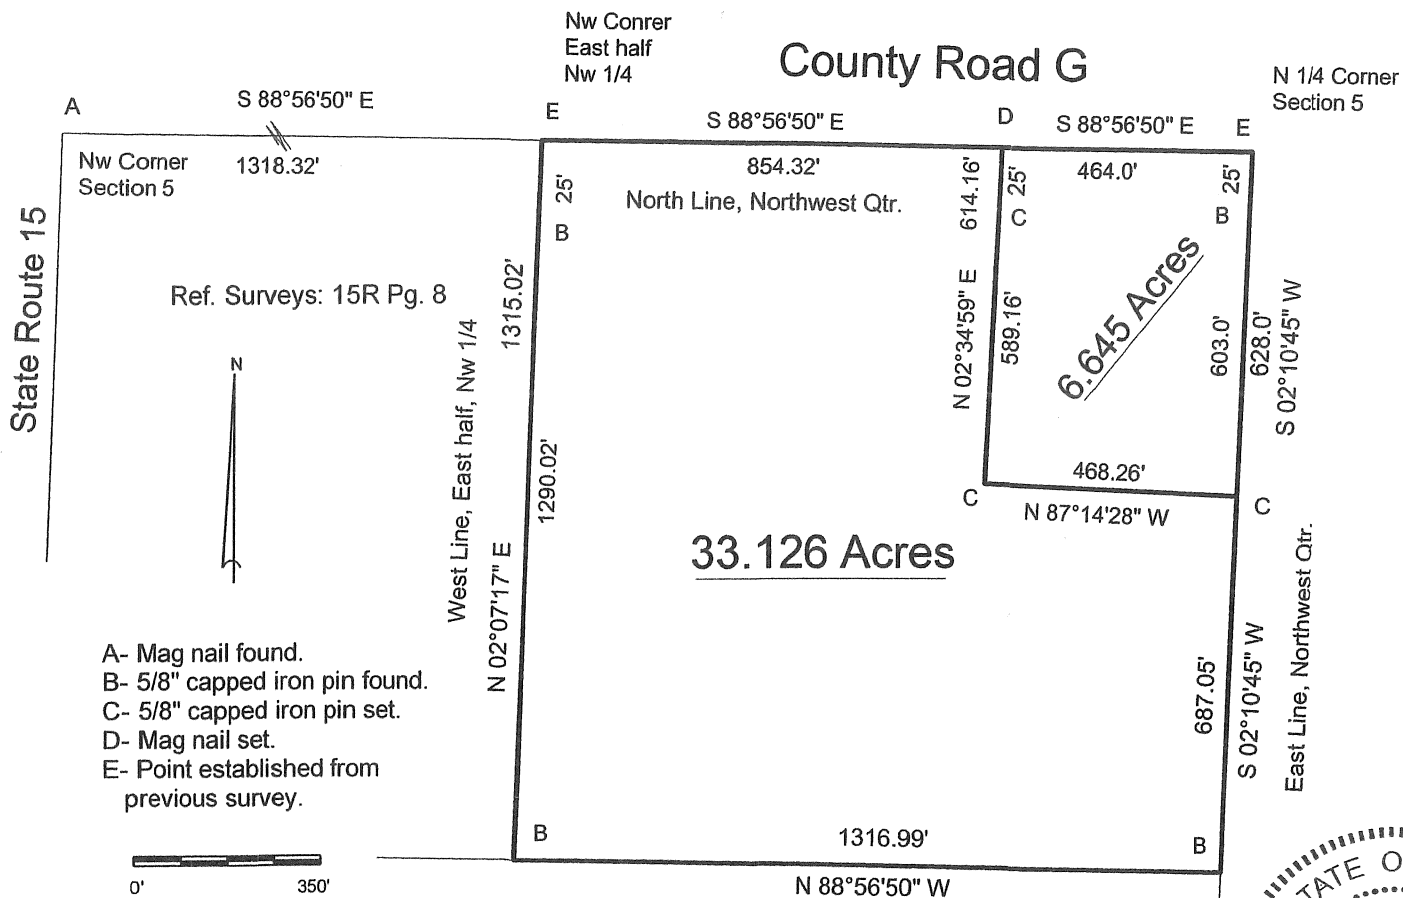 Nw Conrer
East half
Nw 1/4
County Road G
N 1/4 Corner
Section 5
A
S 88°56'50" E
E
S 88°56'50" E
D
S 88°56'50" E
E
Nw Corner
Section 5
1318.32'
854.32'
464.0'
North Line, Northwest Qtr.
25'
B
614.16'
25'
C
25'
B
State Route 15
Ref. Surveys: 15R Pg. 8
1315.02'
N 02°34'59" E
589.16'
6.645 Acres
603.0'
628.0'
S 02°10'45" W
N
West Line, East half, Nw 1/4
1290.02'
N 02°07'17" E
468.26'
C
N 87°14'28" W
C
33.126 Acres
East Line, Northwest Qtr.
687.05'
S 02°10'45" W
A- Mag nail found.
B- 5/8" capped iron pin found.
C- 5/8" capped iron pin set.
D- Mag nail set.
E- Point established from
previous survey.
B
1316.99'
B
N 88°56'50" W
0'
350'
TATE O